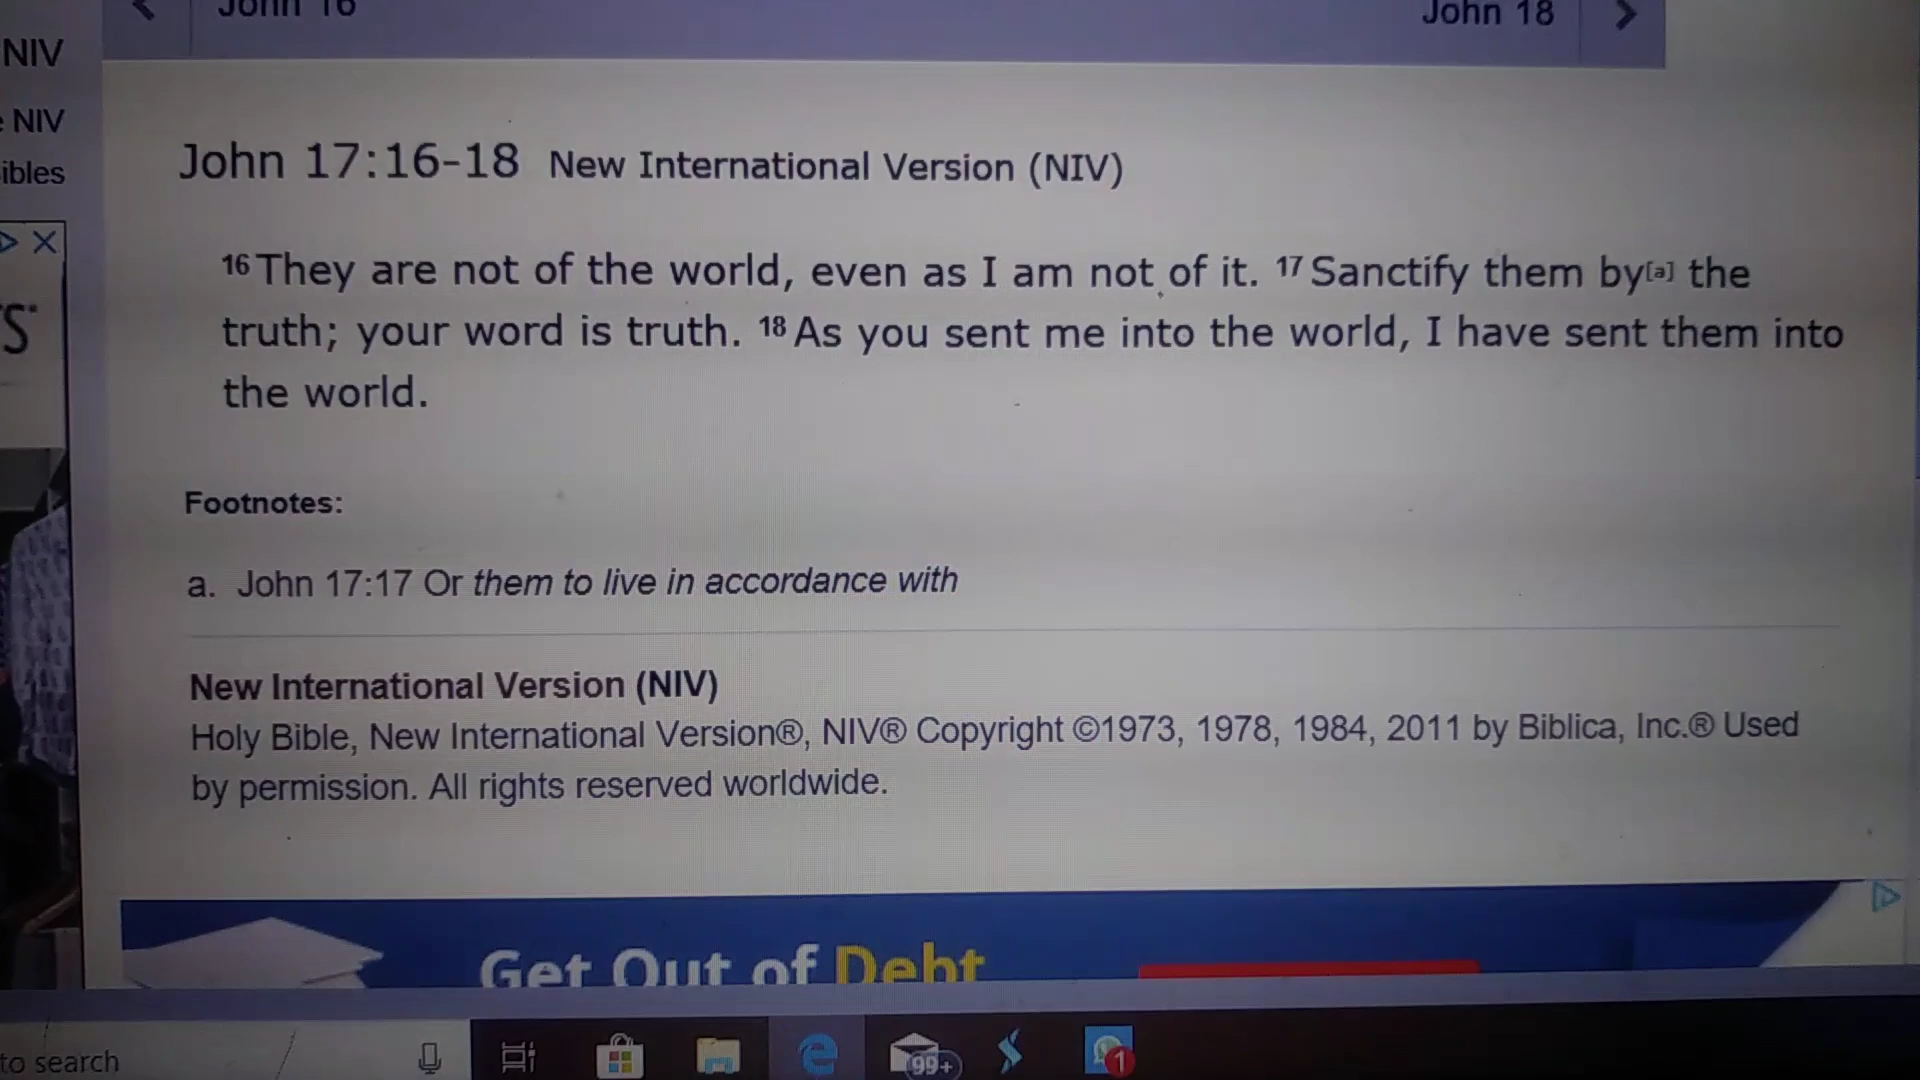 John 16
John 18
NIV
NIV
ibles
John 17:16-18 New International Version (NIV)
16 They are not of the world, even as I am not of it. 17 Sanctify them by[a] the
truth; your word is truth. 18 As you sent me into the world, I have sent them into
the world.
Footnotes:
a. John 17:17 Or them to live in accordance with
New International Version (NIV)
Holy Bible, New International Version®, NIV® Copyright ©1973, 1978, 1984, 2011 by Biblica, Inc.® Used
by permission. All rights reserved worldwide.
Get Out of Debt
to search
99+
1